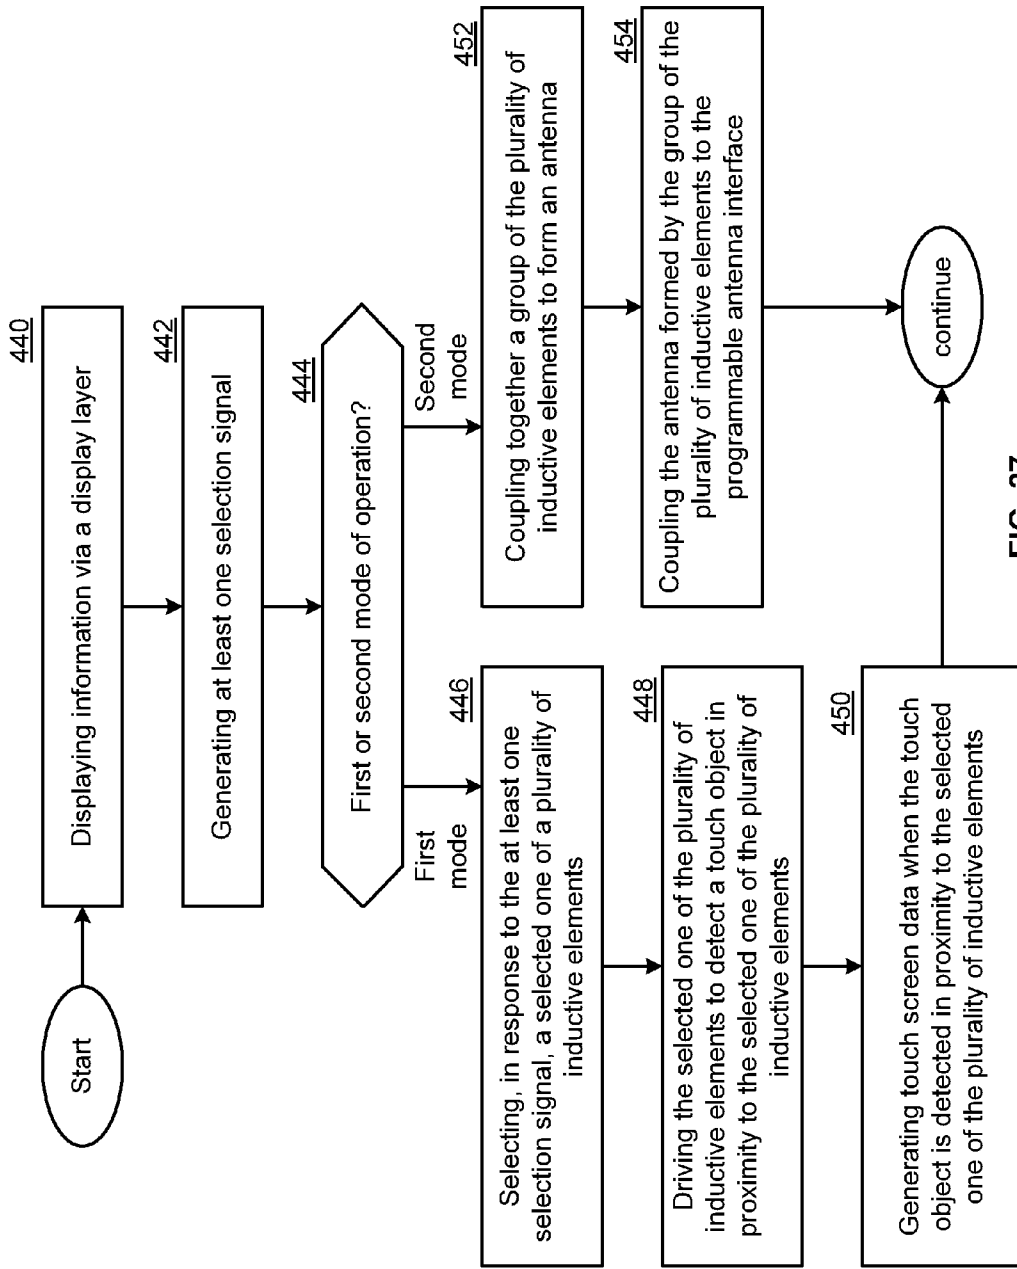 Start
440
Displaying information via a display layer
442
Generating at least one selection signal
444
First or second mode of operation?
First
mode
Second
mode
446
Selecting, in response to the at least one
selection signal, a selected one of a plurality of
inductive elements
448
Driving the selected one of the plurality of
inductive elements to detect a touch object in
proximity to the selected one of the plurality of
inductive elements
450
Generating touch screen data when the touch
object is detected in proximity to the selected
one of the plurality of inductive elements
452
Coupling together a group of the plurality of
inductive elements to form an antenna
454
Coupling the antenna formed by the group of the
plurality of inductive elements to the
programmable antenna interface
continue